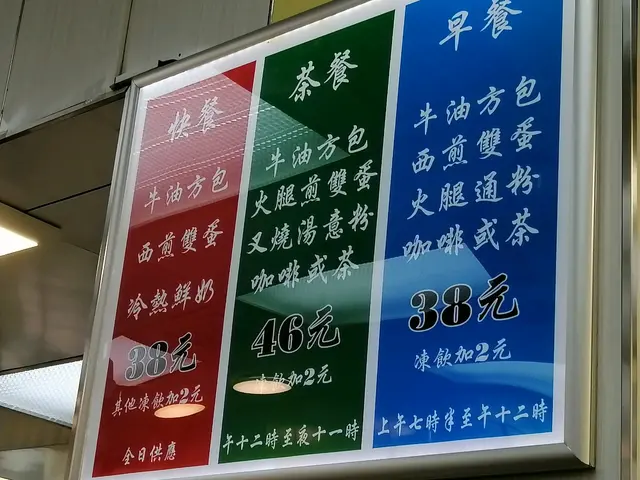 快餐
牛油方包
西煎雙蛋
冷熱鮮奶
38元
其他凍飲加2元
全日供應
茶餐
牛油方包
火腿煎雙蛋
叉燒湯意粉
咖啡或茶
46元
凍飲加2元
午十二時至夜十一時
早餐
牛油方包
西煎雙蛋
火腿通粉
咖啡或茶
38元
凍飲加2元
上午七時半至午十二時